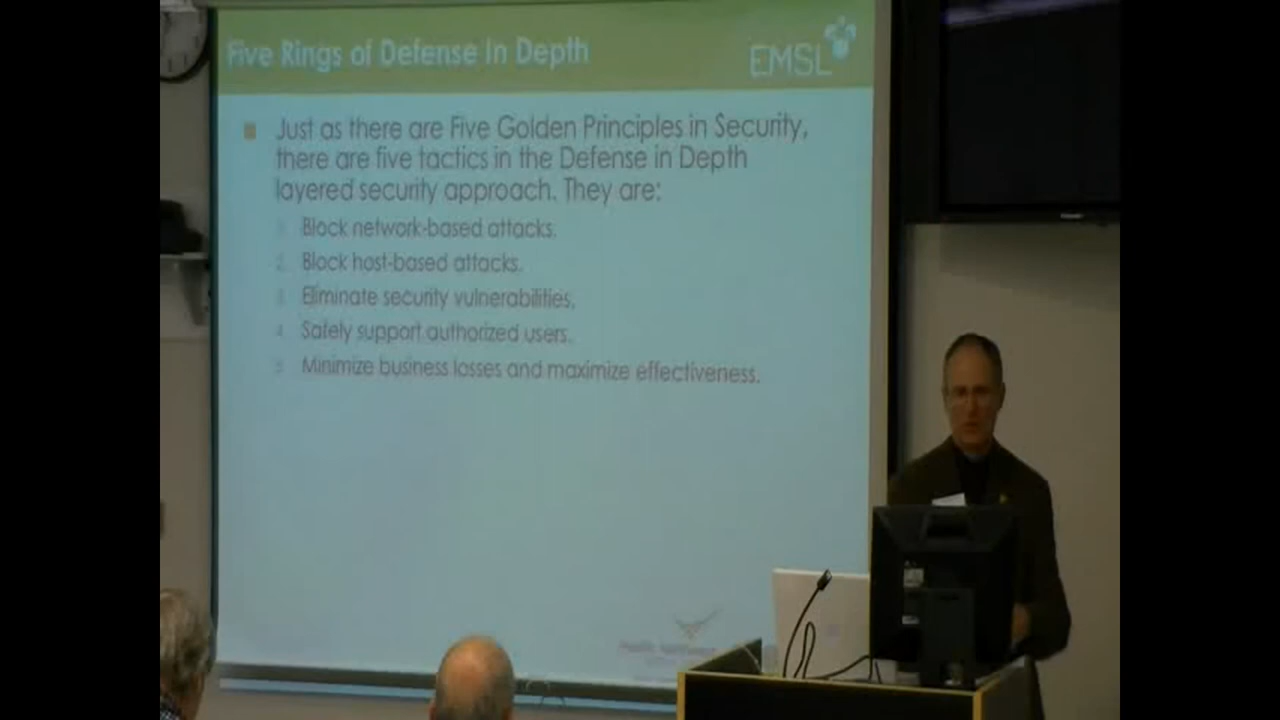 Five Rings of Defense In Depth
EMSL
Just as there are Five Golden Principles in Security,
there are five tactics in the Defense in Depth
layered security approach. They are:
1. Block network-based attacks.
2. Block host-based attacks.
3. Eliminate security vulnerabilities.
4. Safely support authorized users.
5. Minimize business losses and maximize effectiveness.